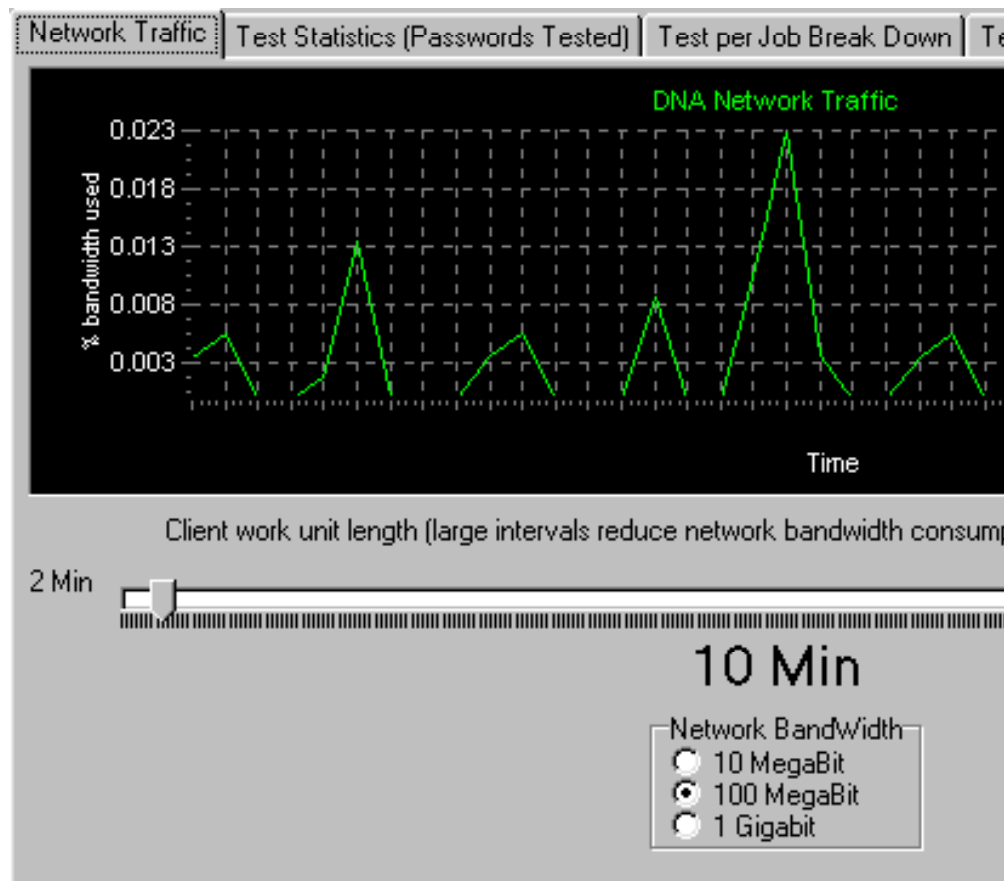 Network Traffic
Test Statistics (Passwords Tested)
Test per Job Break Down
Te
DNA Network Traffic
% bandwidth used
0.023
0.018
0.013
0.008
0.003
Time
Client work unit length (large intervals reduce network bandwidth consump
2 Min
10 Min
Network BandWidth
10 MegaBit
100 MegaBit
1 Gigabit